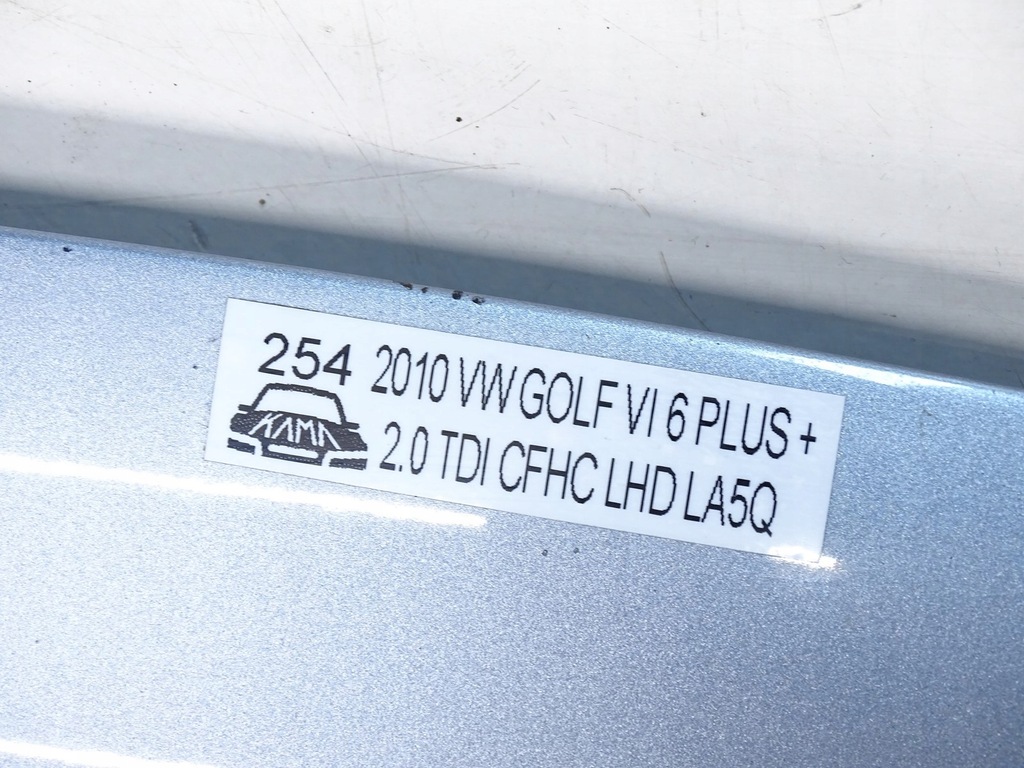 254
KAMA
2010 VW GOLF VI 6 PLUS +
2.0 TDI CFHC LHD LA5Q